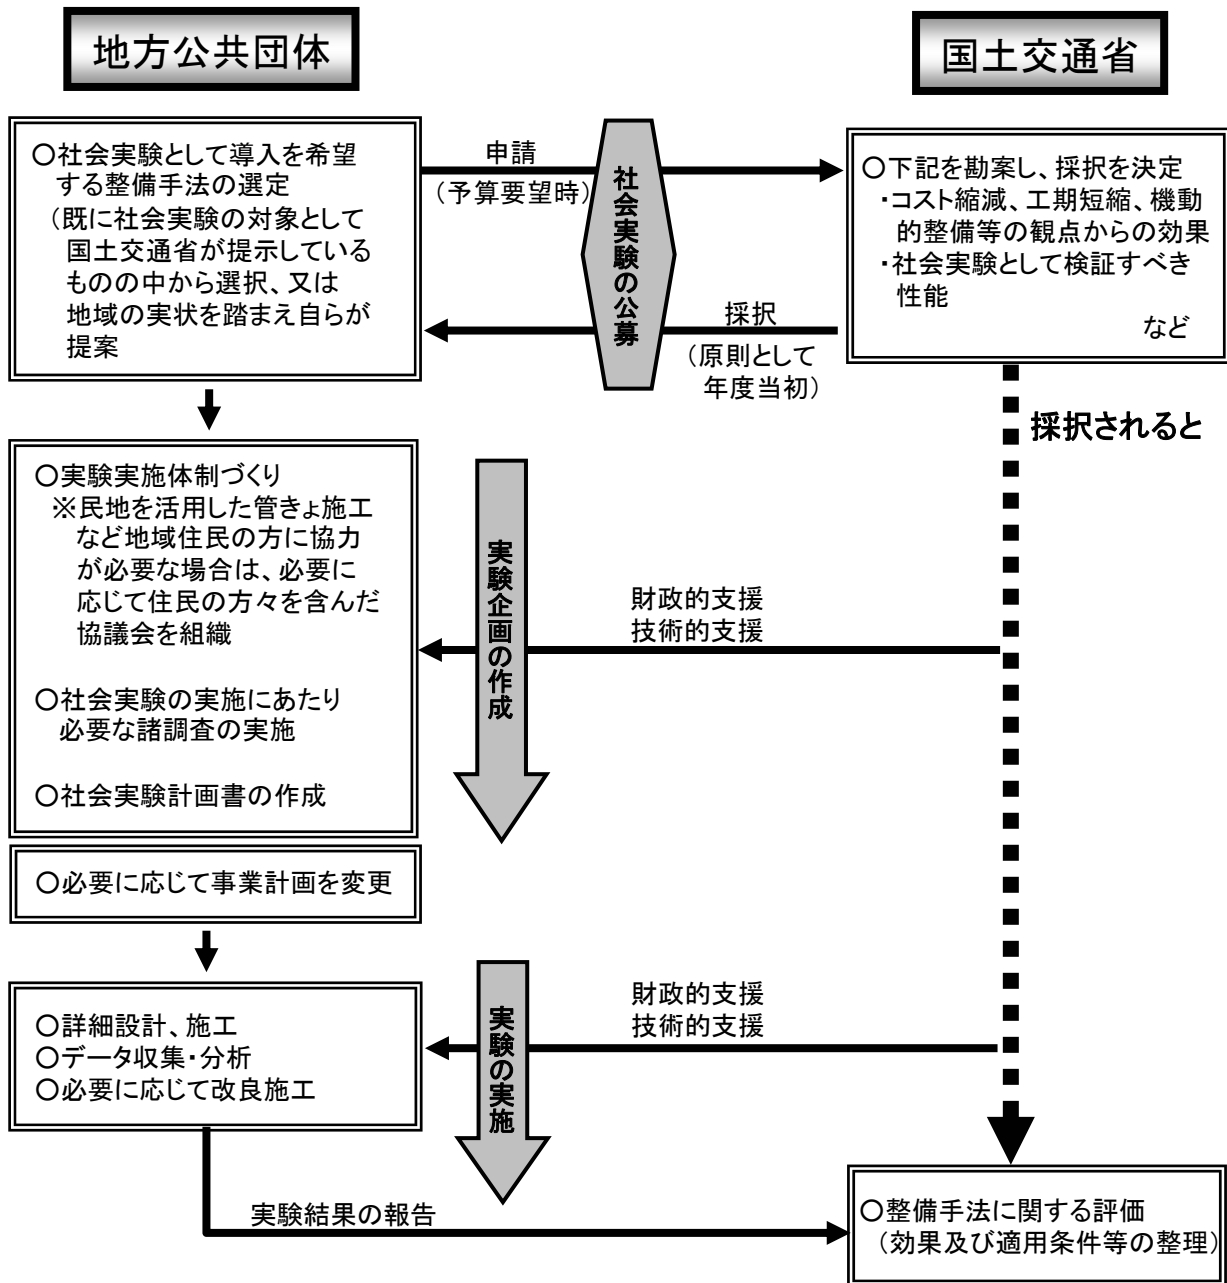 地方公共団体
国土交通省
○社会実験として導入を希望
する整備手法の選定
（既に社会実験の対象として
国土交通省が提示している
ものの中から選択、又は
地域の実状を踏まえ自らが
提案
申請
（予算要望時）
社会実験の公募
採択
（原則として
年度当初）
○下記を勘案し、採択を決定
・コスト縮減、工期短縮、機動
的整備等の観点からの効果
・社会実験として検証すべき
性能
など
採択されると
○実験実施体制づくり
※民地を活用した管きょ施工
など地域住民の方に協力
が必要な場合は、必要に
応じて住民の方々を含んだ
協議会を組織
○社会実験の実施にあたり
必要な諸調査の実施
○社会実験計画書の作成
実験企画の作成
財政的支援
技術的支援
○必要に応じて事業計画を変更
○詳細設計、施工
○データ収集・分析
○必要に応じて改良施工
実験の実施
財政的支援
技術的支援
実験結果の報告
○整備手法に関する評価
（効果及び適用条件等の整理）